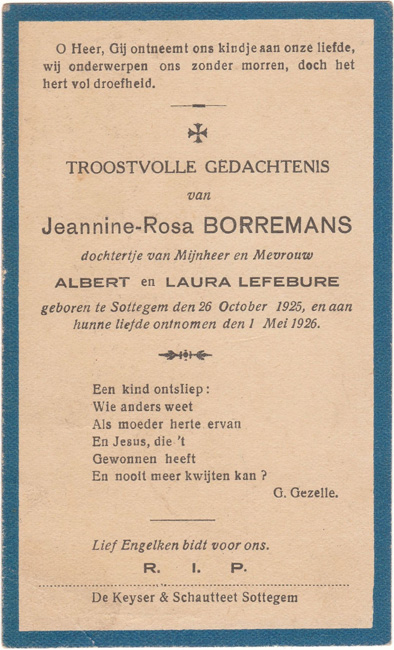 O Heer, Gij ontneemt ons kindje aan onze liefde,
wij onderwerpen ons zonder morren, doch het
hert vol droefheid.
TROOSTVOLLE GEDACHTENIS
van
Jeannine-Rosa BORREMANS
dochtertje van Mijnheer en Mevrouw
ALBERT en LAURA LEFEBURE
geboren te Sottegem den 26 October 1925, en aan
hunne liefde ontnomen den 1 Mei 1926.
Een kind ontsliep :
Wie anders weet
Als moeder herte ervan
En Jesus, die 't
Gewonnen heeft
En nooit meer kwijten kan ?
G. Gezelle.
Lief Engelken bidt voor ons.
R. I. P.
De Keyser & Schautteet Sottegem